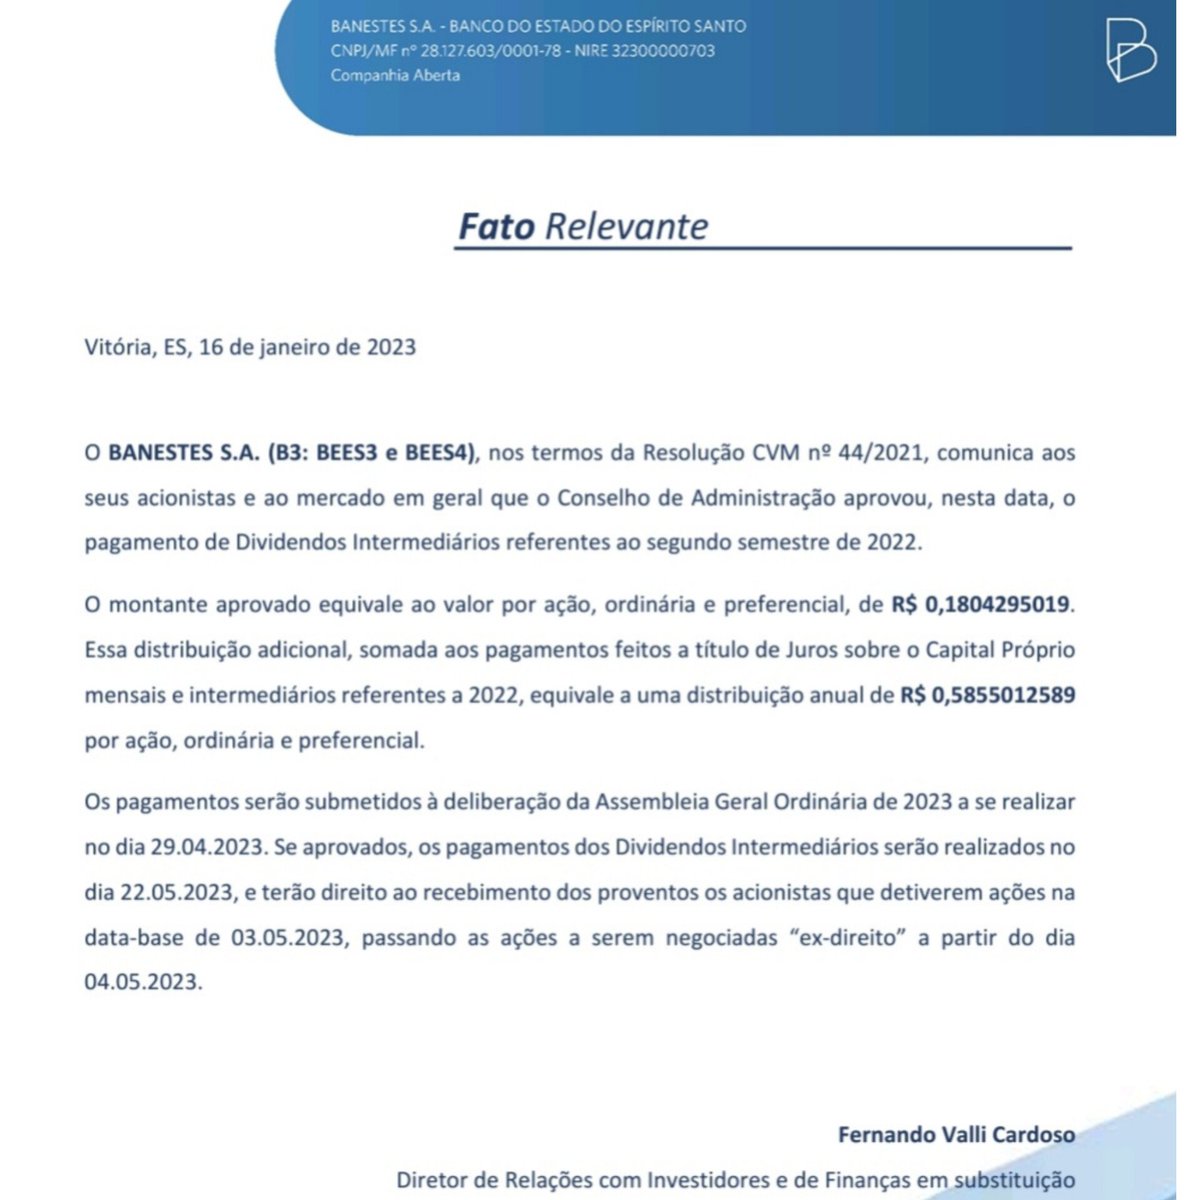 BANESTES S.A. - BANCO DO ESTADO DO ESPÍRITO SANTO
CNPJ/MF nº 28.127.603/0001-78 - NIRE 32300000703
Companhia Aberta
Fato Relevante
Vitória, ES, 16 de janeiro de 2023
O BANESTES S.A. (B3: BEES3 e BEES4), nos termos da Resolução CVM nº 44/2021, comunica aos
seus acionistas e ao mercado em geral que o Conselho de Administração aprovou, nesta data, o
pagamento de Dividendos Intermediários referentes ao segundo semestre de 2022.
O montante aprovado equivale ao valor por ação, ordinária e preferencial, de R$ 0,1804295019.
Essa distribuição adicional, somada aos pagamentos feitos a título de Juros sobre o Capital Próprio
mensais e intermediários referentes a 2022, equivale a uma distribuição anual de R$ 0,5855012589
por ação, ordinária e preferencial.
Os pagamentos serão submetidos à deliberação da Assembleia Geral Ordinária de 2023 a se realizar
no dia 29.04.2023. Se aprovados, os pagamentos dos Dividendos Intermediários serão realizados no
dia 22.05.2023, e terão direito ao recebimento dos proventos os acionistas que detiverem ações na
data-base de 03.05.2023, passando as ações a serem negociadas “ex-direito” a partir do dia
04.05.2023.
Fernando Valli Cardoso
Diretor de Relações com Investidores e de Finanças em substituição